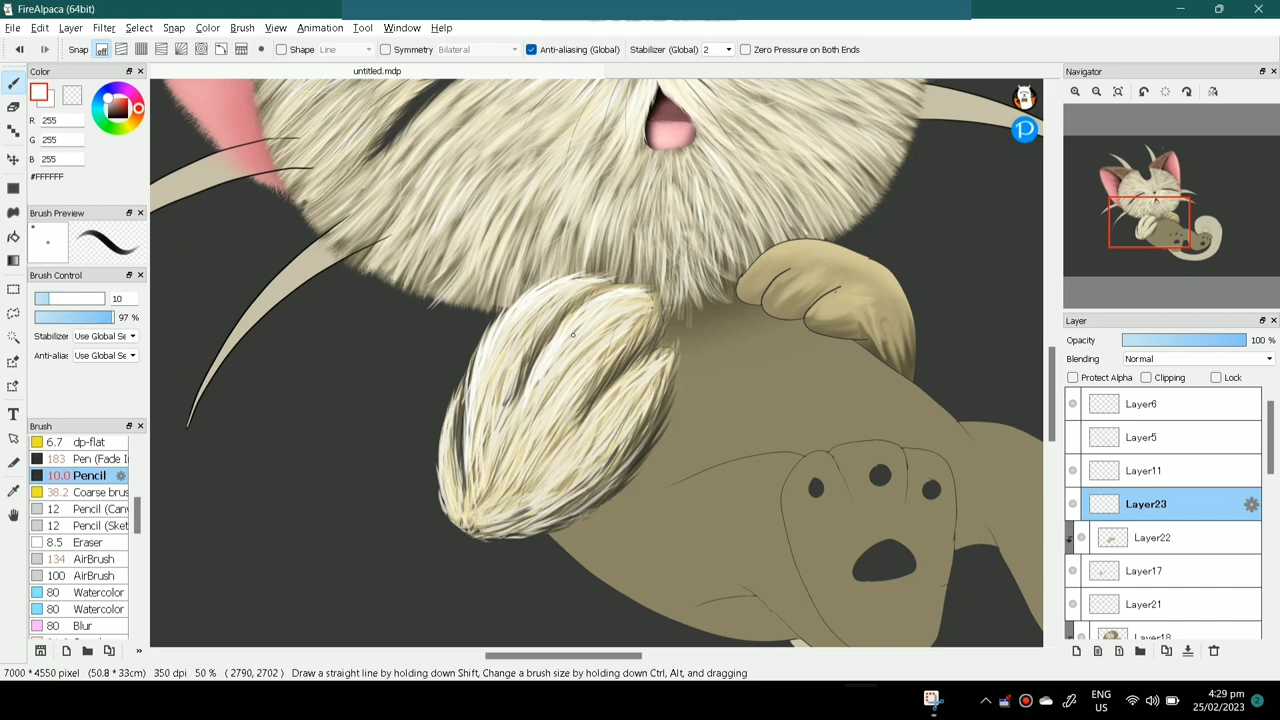 FireAlpaca (64bit)
File Edit Layer Filter Select Snap Color Brush View Animation Tool Window Help
Snap Shape Line Symmetry Bilateral Anti-aliasing (Global) Stabilizer (Global) 2 Zero Pressure on Both Ends
Color
untitled.mdp
Navigator
R 255
G 140
B 255
#FFFFFF
Brush Preview
Brush Control
10
97 %
Stabilizer Use Global Se
Anti-alias Use Global Se
Brush
6.7 dp-flat
183 Pen (Fade I
10.0 Pencil
38.2 Coarse brus
12 Pencil (Can
12 Pencil (Sket
8.5 Eraser
134 AirBrush
100 AirBrush
80 Watercolor
80 Watercolor
80 Blur
Layer
Opacity 100 %
Blending Normal
Protect Alpha Clipping Lock
Layer6
Layer5
Layer11
Layer23
Layer22
Layer17
Layer21
Layer18
7000 * 4550 pixel (50.8 * 33cm) 350 dpi 50 % ( 2790, 2702 ) Draw a straight line by holding down Shift, Change a brush size by holding down Ctrl, Alt, and dragging
ENG
US
4:29 pm
25/02/2023
2